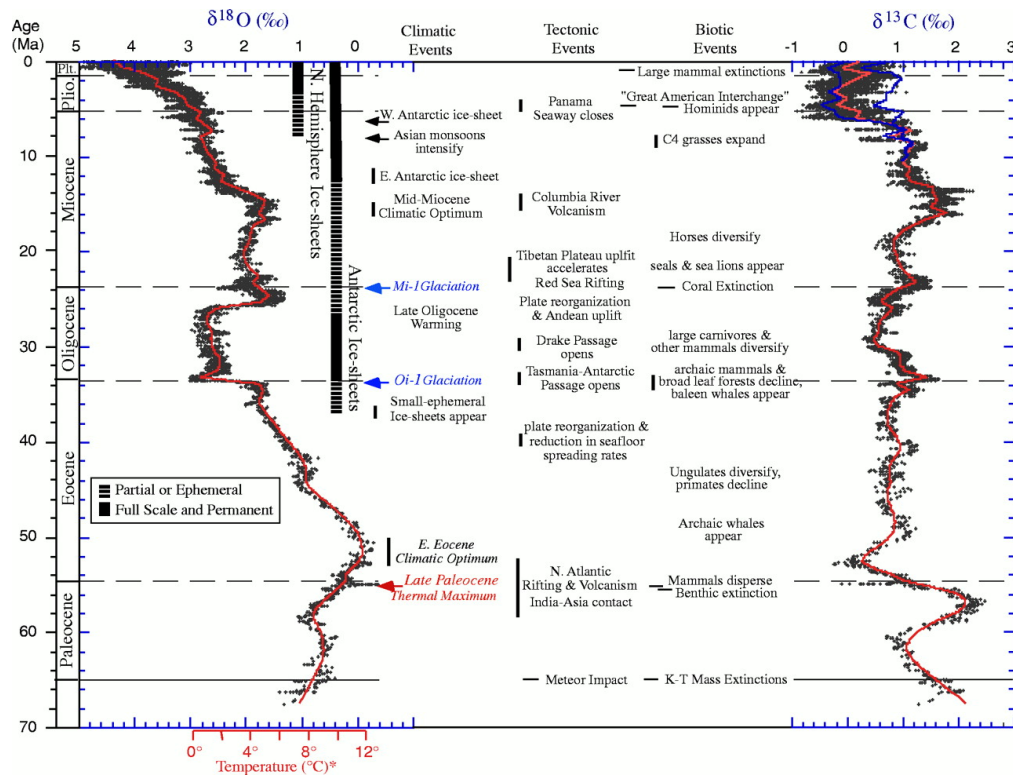 Age
(Ma)
δ18O (‰)
5 4 3 2 1 0
Climatic
Events
Tectonic
Events
Biotic
Events
δ13C (‰)
-1 0 1 2 3
0
10
20
30
40
50
60
70
Plt.
Plio.
Miocene
Oligocene
Eocene
Paleocene
N. Hemisphere Ice-sheets
Antarctic Ice-sheets
W. Antarctic ice-sheet
Asian monsoons
intensify
E. Antarctic ice-sheet
Mid-Miocene
Climatic Optimum
Mi-1 Glaciation
Late Oligocene
Warming
Oi-1 Glaciation
Small-ephemeral
Ice-sheets appear
E. Eocene
Climatic Optimum
Late Paleocene
Thermal Maximum
Panama
Seaway closes
Columbia River
Volcanism
Tibetan Plateau uplfit
accelerates
Red Sea Rifting
Plate reorganization
& Andean uplift
Drake Passage
opens
Tasmania-Antarctic
Passage opens
plate reorganization &
reduction in seafloor
spreading rates
N. Atlantic
Rifting & Volcanism
India-Asia contact
Meteor Impact
Large mammal extinctions
"Great American Interchange"
Hominids appear
C4 grasses expand
Horses diversify
seals & sea lions appear
Coral Extinction
large carnivores &
other mammals diversify
archaic mammals &
broad leaf forests decline,
baleen whales appear
Ungulates diversify,
primates decline
Archaic whales
appear
Mammals disperse
Benthic extinction
K-T Mass Extinctions
Partial or Ephemeral
Full Scale and Permanent
0° 4° 8° 12°
Temperature (°C)*